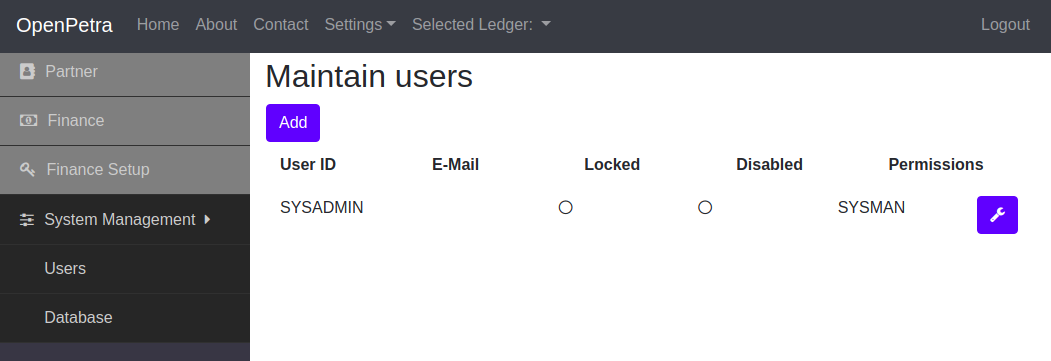 OpenPetra Home About Contact Settings Selected Ledger: Logout
Partner
Finance
Finance Setup
System Management
Users
Database
Maintain users
Add
User ID E-Mail Locked Disabled Permissions
SYSADMIN SYSMAN